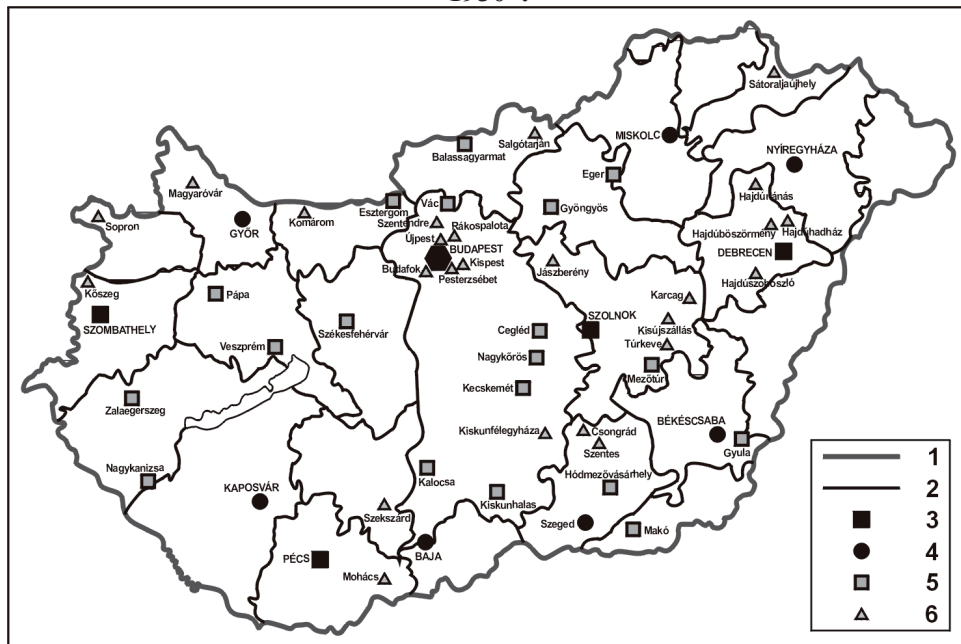 Sátoraljaújhely
Salgótarján
MISKOLC
Balassagyarmat
NYÍREGYHÁZA
Eger
Magyaróvár
Hajdúnánás
Esztergom
Vác
Gyöngyös
Komárom
Szentendre
Rákospalota
Sopron
GYŐR
Hajdúböszörmény
Hajdúhadház
Újpest
BUDAPEST
DEBRECEN
Kispest
Budafok
Pesterzsébet
Jászberény
Kőszeg
Hajdúszoboszló
Pápa
Karcag
SZOMBATHELY
Székesfehérvár
Cegléd
SZOLNOK
Kisújszállás
Veszprém
Túrkeve
Nagykőrös
Mezőtúr
Zalaegerszeg
Kecskemét
BÉKÉSCSABA
Kiskunfélegyháza
Csongrád
Szentes
Gyula
Nagykanizsa
Hódmezővásárhely
KAPOSVÁR
Kalocsa
Kiskunhalas
Szekszárd
Szeged
Makó
PÉCS
BAJA
Mohács
1
2
3
4
5
6